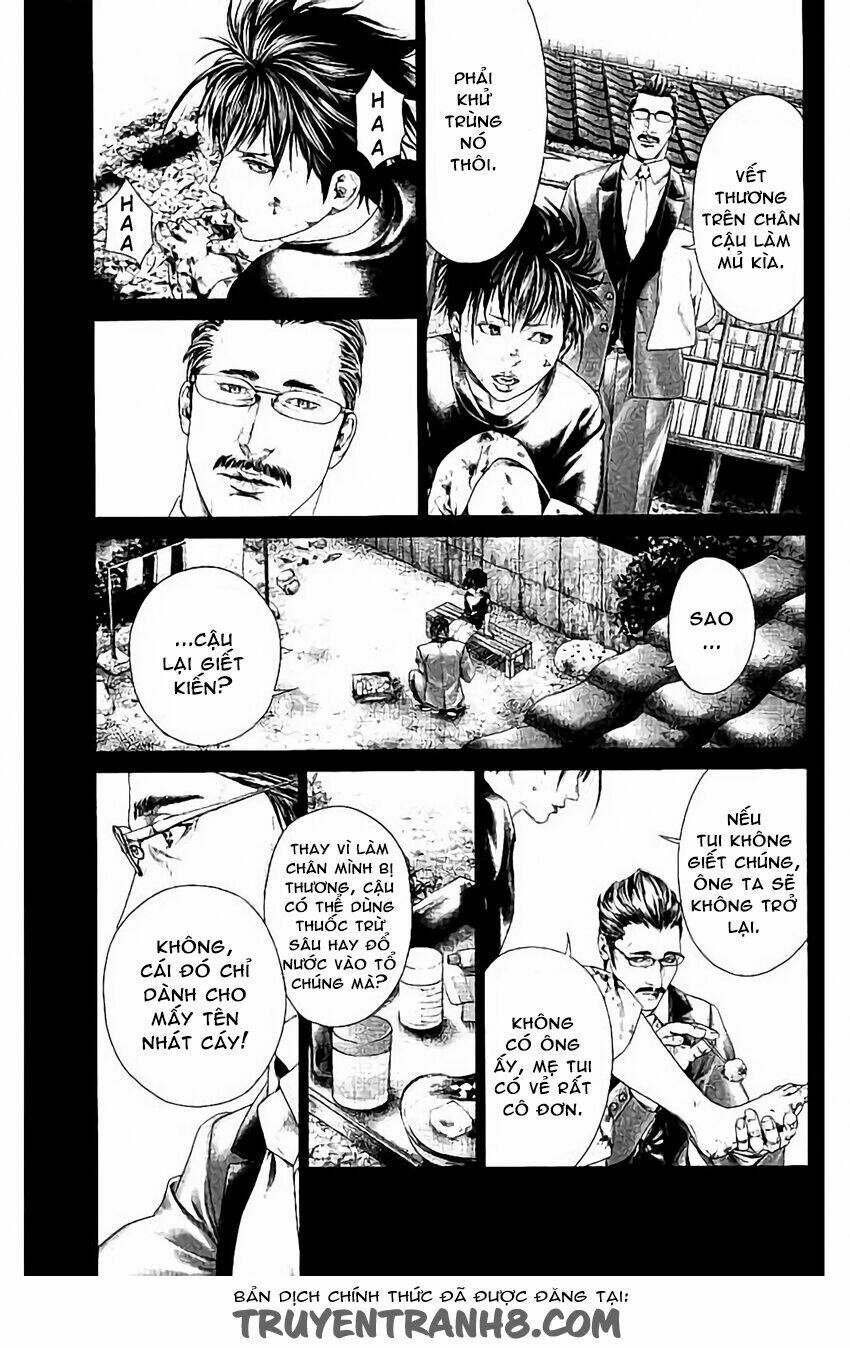 VẾT
THƯƠNG
TRÊN CHÂN
CẬU LÀM
MỦ KÌA.
PHẢI
KHỬ
TRÙNG
NÓ
THÔI.
HAA
HAA
SAO
...
...CẬU
LẠI GIẾT
KIẾN?
NẾU
TUI KHÔNG
GIẾT CHÚNG,
ÔNG TA SẼ
KHÔNG TRỞ
LẠI.
KHÔNG
CÓ ÔNG
ẤY, MẸ TUI
CÓ VẺ RẤT
CÔ ĐƠN.
THAY VÌ LÀM
CHÂN MÌNH BỊ
THƯƠNG, CẬU
CÓ THỂ DÙNG
THUỐC TRỪ
SÂU HAY ĐỔ
NƯỚC VÀO TỔ
CHÚNG MÀ?
KHÔNG,
CÁI ĐÓ CHỈ
DÀNH CHO
MẤY TÊN
NHÁT CÁY!
BẢN DỊCH CHÍNH THỨC ĐÃ ĐƯỢC ĐĂNG TẠI:
TRUYENTRANH8.COM